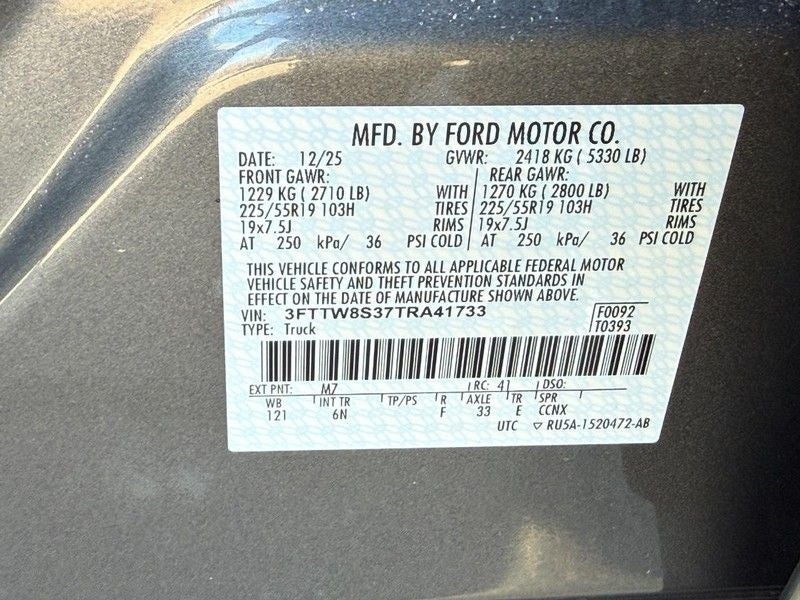 MFD. BY FORD MOTOR CO.
DATE: 12/25 GVWR: 2418 KG ( 5330 LB)
FRONT GAWR: REAR GAWR:
1229 KG ( 2710 LB) WITH 1270 KG ( 2800 LB) WITH
225/55R19 103H TIRES 225/55R19 103H TIRES
19x7.5J RIMS 19x7.5J RIMS
AT 250 kPa/ 36 PSI COLD AT 250 kPa/ 36 PSI COLD
THIS VEHICLE CONFORMS TO ALL APPLICABLE FEDERAL MOTOR
VEHICLE SAFETY AND THEFT PREVENTION STANDARDS IN
EFFECT ON THE DATE OF MANUFACTURE SHOWN ABOVE.
VIN: 3FTTW8S37TRA41733 F0092
TYPE: Truck T0393
EXT PNT: M7 RC: 41 DSO:
WB INT TR TP/PS R AXLE TR SPR
121 6N F 33 E CCNX
UTC ▽ RU5A-1520472-AB